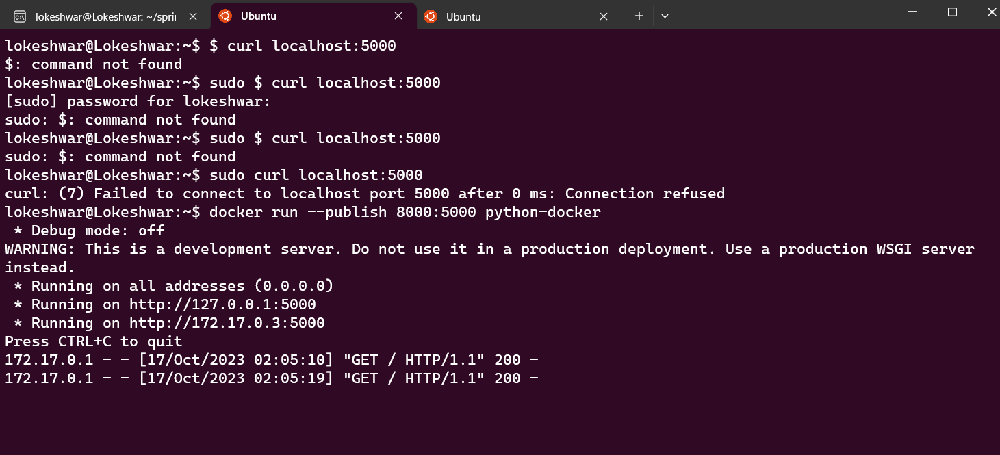 lokeshwar@Lokeshwar: ~/sprii
Ubuntu
Ubuntu
lokeshwar@Lokeshwar:~$ $ curl localhost:5000
$: command not found
lokeshwar@Lokeshwar:~$ sudo $ curl localhost:5000
[sudo] password for lokeshwar:
sudo: $: command not found
lokeshwar@Lokeshwar:~$ sudo $ curl localhost:5000
sudo: $: command not found
lokeshwar@Lokeshwar:~$ sudo curl localhost:5000
curl: (7) Failed to connect to localhost port 5000 after 0 ms: Connection refused
lokeshwar@Lokeshwar:~$ docker run --publish 8000:5000 python-docker
 * Debug mode: off
WARNING: This is a development server. Do not use it in a production deployment. Use a production WSGI server
instead.
 * Running on all addresses (0.0.0.0)
 * Running on http://127.0.0.1:5000
 * Running on http://172.17.0.3:5000
Press CTRL+C to quit
172.17.0.1 - - [17/Oct/2023 02:05:10] "GET / HTTP/1.1" 200 -
172.17.0.1 - - [17/Oct/2023 02:05:19] "GET / HTTP/1.1" 200 -